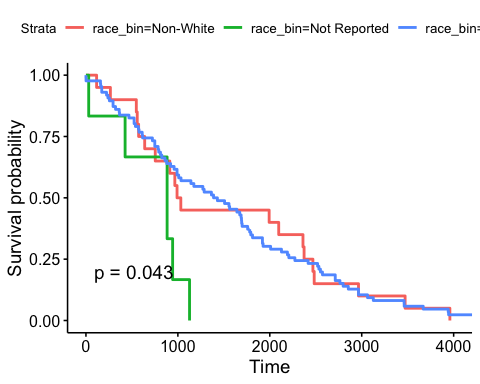 Strata race_bin=Non-White race_bin=Not Reported race_bin=
1.00
0.75
0.50
0.25
0.00
Survival probability
p = 0.043
0 1000 2000 3000 4000
Time